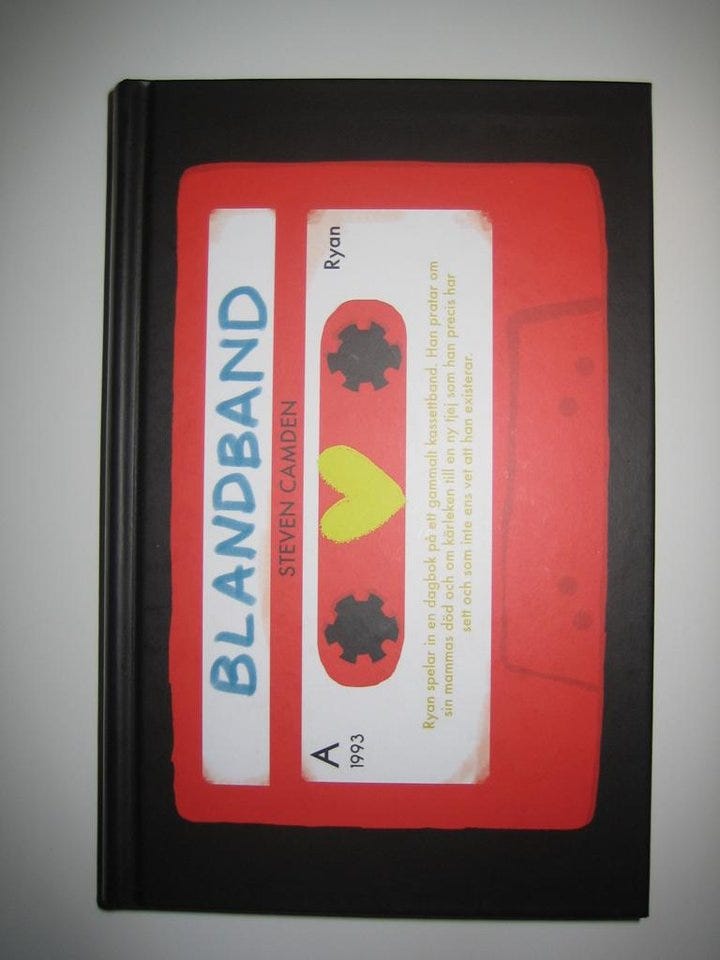 BLANDBAND
STEVEN CAMDEN
A
1993
Ryan
Ryan spelar in en dagbok på ett gammalt kassettband. Han pratar om
sin mammas död och om kärleken till en ny tjej som han precis har
sett och som inte ens vet att han existerar.